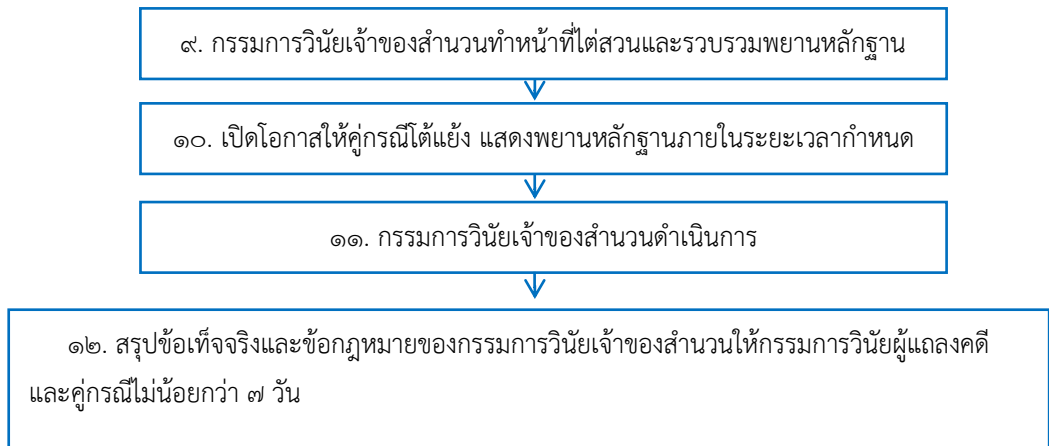 ๙. กรรมการวินัยเจ้าของสำนวนทำหน้าที่ไต่สวนและรวบรวมพยานหลักฐาน
๑๐. เปิดโอกาสให้คู่กรณีโต้แย้ง แสดงพยานหลักฐานภายในระยะเวลากำหนด
๑๑. กรรมการวินัยเจ้าของสำนวนดำเนินการ
๑๒. สรุปข้อเท็จจริงและข้อกฎหมายของกรรมการวินัยเจ้าของสำนวนให้กรรมการวินัยผู้แถลงคดี
และคู่กรณีไม่น้อยกว่า ๗ วัน